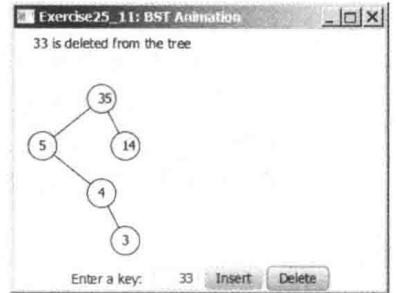 Exercise25_11: BST Animation
33 is deleted from the tree
35
5
14
4
3
Enter a key: 33 Insert Delete